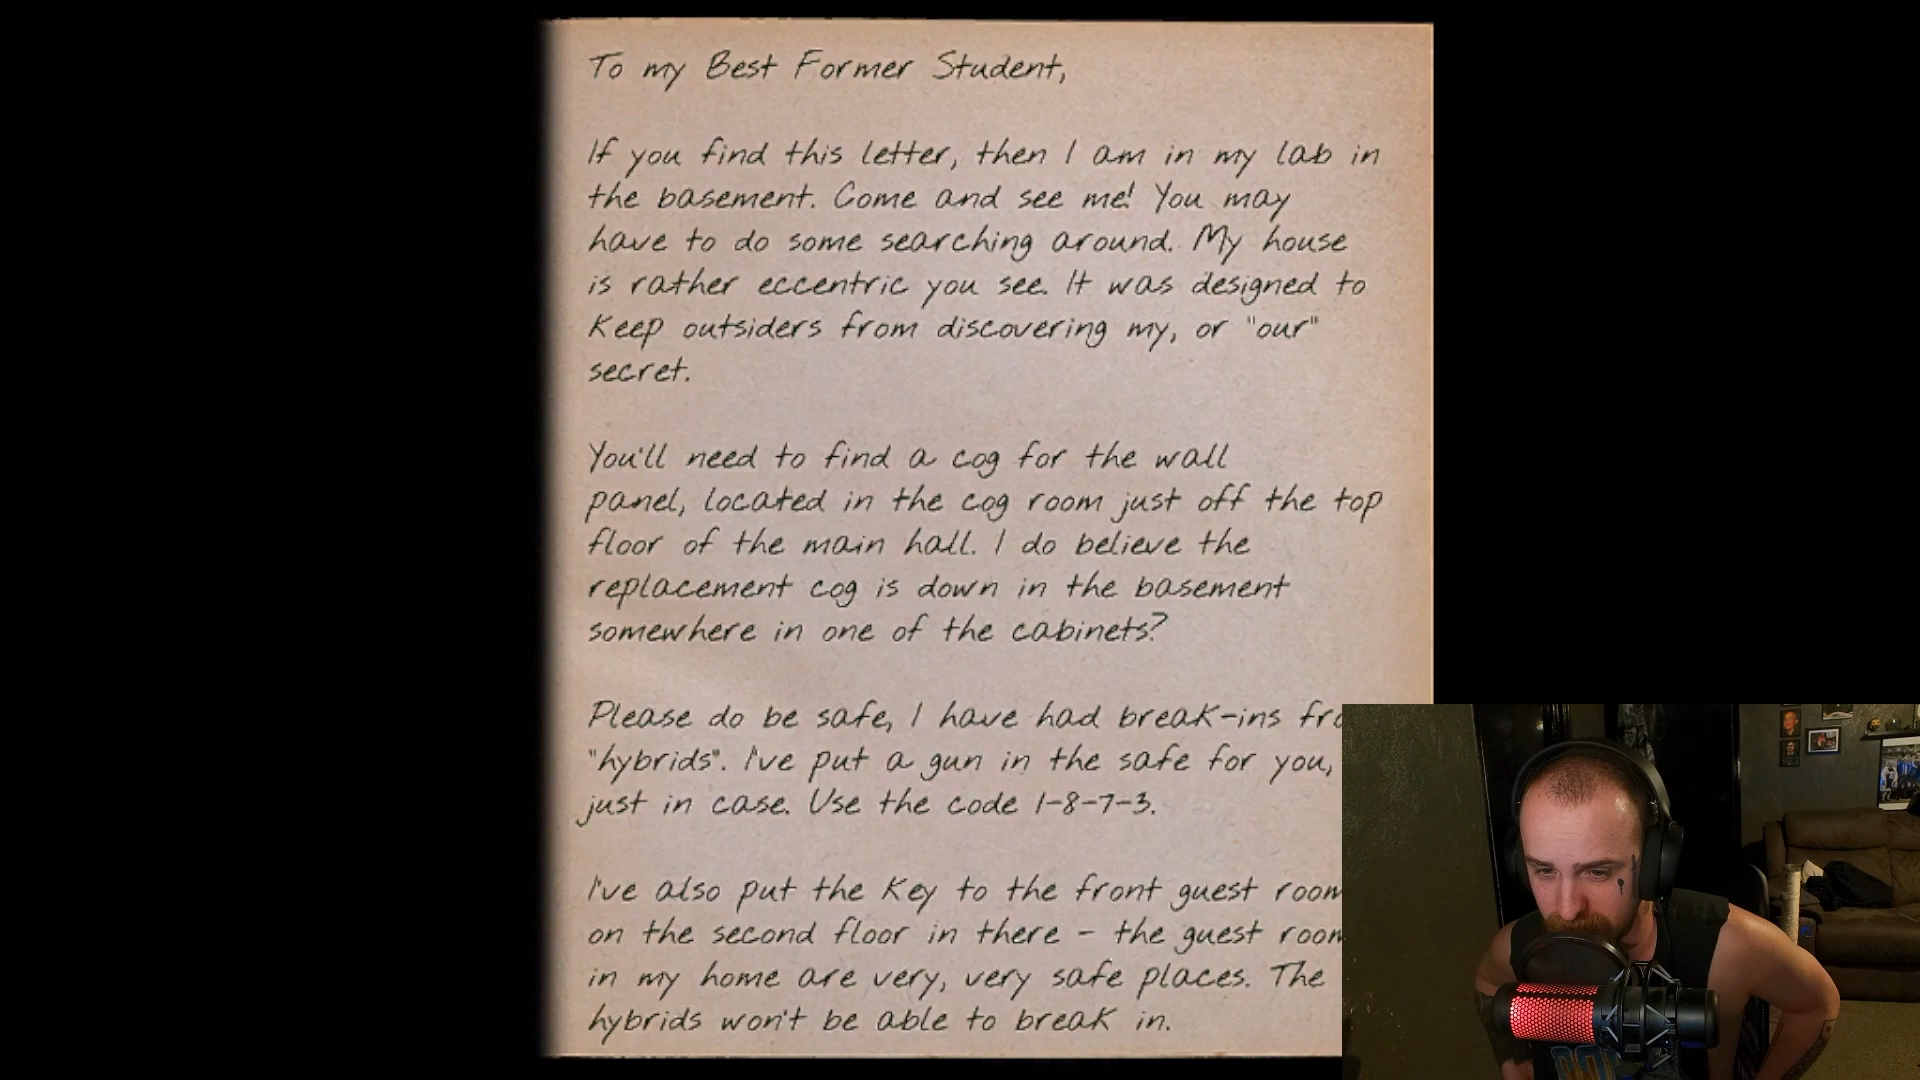 To my Best Former Student,
If you find this letter, then I am in my lab in
the basement. Come and see me! You may
have to do some searching around. My house
is rather eccentric you see. It was designed to
keep outsiders from discovering my, or "our"
secret.
You'll need to find a cog for the wall
panel, located in the cog room just off the top
floor of the main hall. I do believe the
replacement cog is down in the basement
somewhere in one of the cabinets?
Please do be safe, I have had break-ins
"hybrids". I've put a gun in the safe for you,
just in case. Use the code 1-8-7-3.
I've also put the key to the front guest room
on the second floor in there - the guest room
in my home are very, very safe places. The
hybrids won't be able to break in.